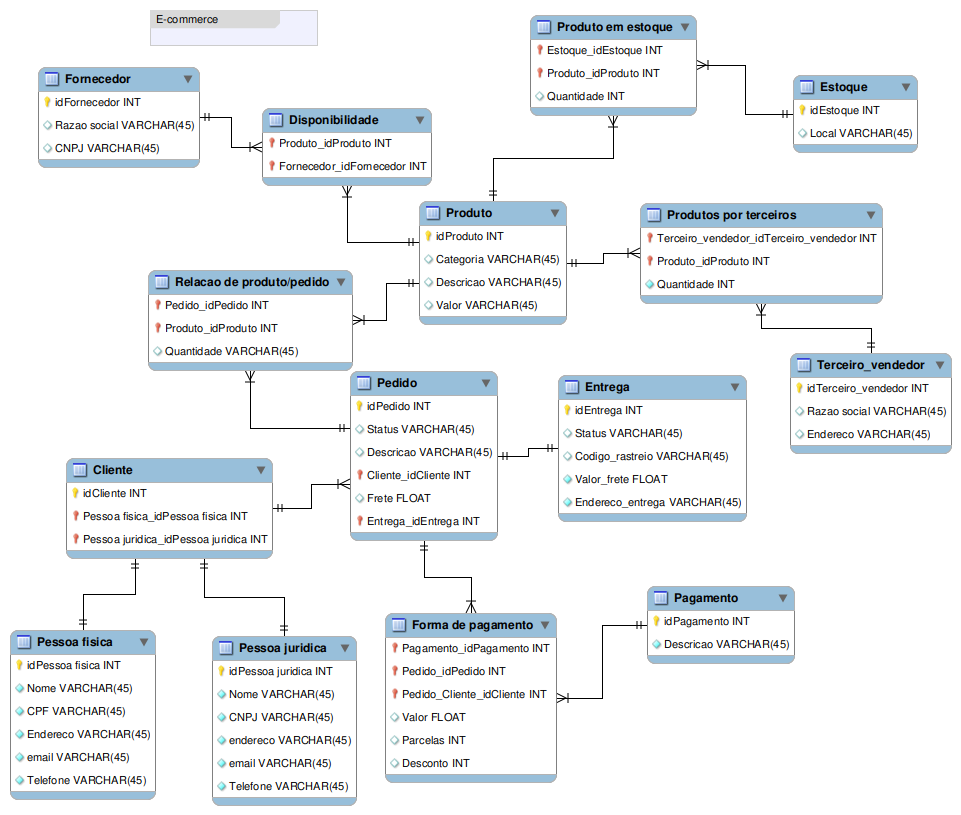 E-commerce
Fornecedor
idFornecedor INT
Razao social VARCHAR(45)
CNPJ VARCHAR(45)
Disponibilidade
Produto_idProduto INT
Fornecedor_idFornecedor INT
Produto em estoque
Estoque_idEstoque INT
Produto_idProduto INT
Quantidade INT
Estoque
idEstoque INT
Local VARCHAR(45)
Produto
idProduto INT
Categoria VARCHAR(45)
Descricao VARCHAR(45)
Valor VARCHAR(45)
Produtos por terceiros
Terceiro_vendedor_idTerceiro_vendedor INT
Produto_idProduto INT
Quantidade INT
Relacao de produto/pedido
Pedido_idPedido INT
Produto_idProduto INT
Quantidade VARCHAR(45)
Terceiro_vendedor
idTerceiro_vendedor INT
Razao social VARCHAR(45)
Endereco VARCHAR(45)
Pedido
idPedido INT
Status VARCHAR(45)
Descricao VARCHAR(45)
Cliente_idCliente INT
Frete FLOAT
Entrega_idEntrega INT
Entrega
idEntrega INT
Status VARCHAR(45)
Codigo_rastreio VARCHAR(45)
Valor_frete FLOAT
Endereco_entrega VARCHAR(45)
Cliente
idCliente INT
Pessoa fisica_idPessoa fisica INT
Pessoa juridica_idPessoa juridica INT
Pessoa fisica
idPessoa fisica INT
Nome VARCHAR(45)
CPF VARCHAR(45)
Endereco VARCHAR(45)
email VARCHAR(45)
Telefone VARCHAR(45)
Pessoa juridica
idPessoa juridica INT
Nome VARCHAR(45)
CNPJ VARCHAR(45)
endereco VARCHAR(45)
email VARCHAR(45)
Telefone VARCHAR(45)
Forma de pagamento
Pagamento_idPagamento INT
Pedido_idPedido INT
Pedido_Cliente_idCliente INT
Valor FLOAT
Parcelas INT
Desconto INT
Pagamento
idPagamento INT
Descricao VARCHAR(45)